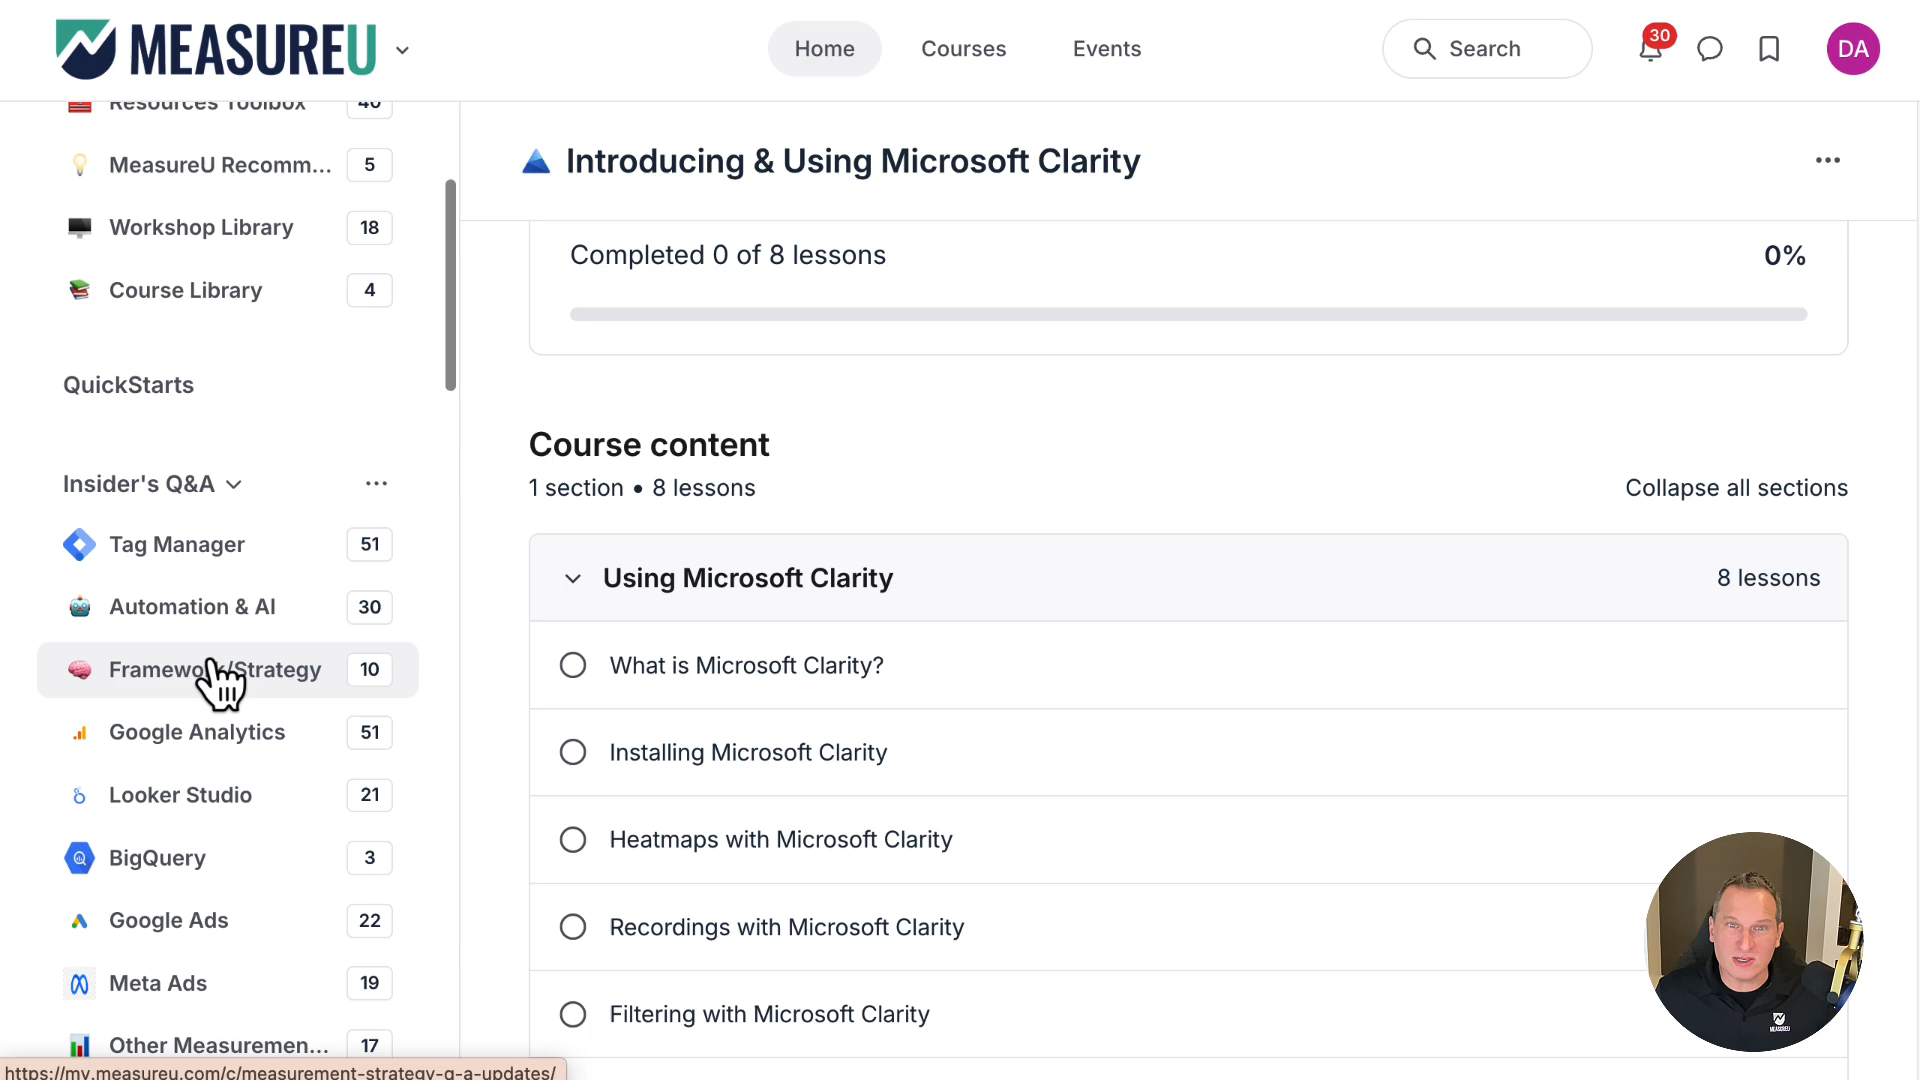 MEASUREU
Home
Courses
Events
Search
30
DA
Resources Toolbox
40
MeasureU Recomm...
5
Workshop Library
18
Course Library
4
QuickStarts
Insider's Q&A
Tag Manager
51
Automation & AI
30
Framework/Strategy
10
Google Analytics
51
Looker Studio
21
BigQuery
3
Google Ads
22
Meta Ads
19
Other Measuremen...
17
https://my.measureu.com/c/measurement-strategy-q-a-updates/
Introducing & Using Microsoft Clarity
Completed 0 of 8 lessons
0%
Course content
1 section • 8 lessons
Collapse all sections
Using Microsoft Clarity
8 lessons
What is Microsoft Clarity?
Installing Microsoft Clarity
Heatmaps with Microsoft Clarity
Recordings with Microsoft Clarity
Filtering with Microsoft Clarity
MEASUREU